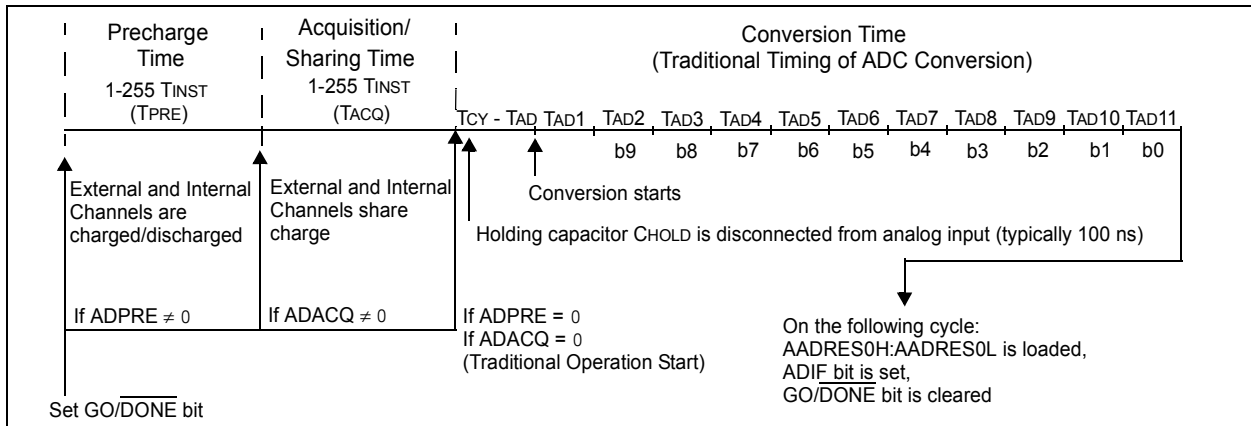 Precharge
Time
1-255 TINST
(TPRE)
Acquisition/
Sharing Time
1-255 TINST
(TACQ)
Conversion Time
(Traditional Timing of ADC Conversion)
TCY - TAD TAD1 TAD2 TAD3 TAD4 TAD5 TAD6 TAD7 TAD8 TAD9 TAD10 TAD11
b9 b8 b7 b6 b5 b4 b3 b2 b1 b0
External and Internal
Channels are
charged/discharged
External and Internal
Channels share
charge
Conversion starts
Holding capacitor CHOLD is disconnected from analog input (typically 100 ns)
If ADPRE ≠ 0
If ADACQ ≠ 0
If ADPRE = 0
If ADACQ = 0
(Traditional Operation Start)
On the following cycle:
AADRES0H:AADRES0L is loaded,
ADIF bit is set,
GO/DONE bit is cleared
Set GO/DONE bit